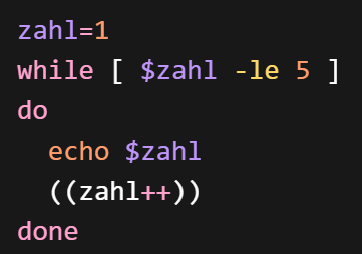 zahl=1
while [ $zahl -le 5 ]
do
  echo $zahl
  ((zahl++))
done